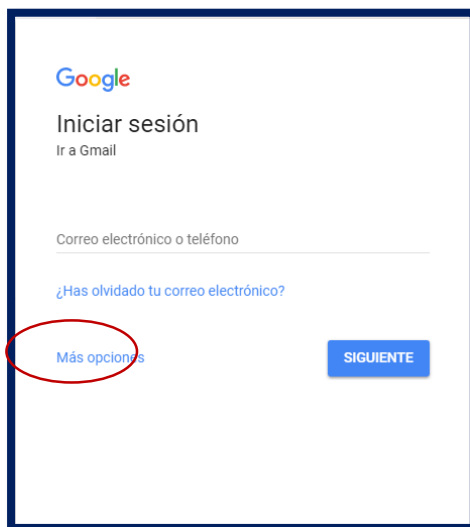 Google
Iniciar sesión
Ir a Gmail
Correo electrónico o teléfono
¿Has olvidado tu correo electrónico?
Más opciones
SIGUIENTE